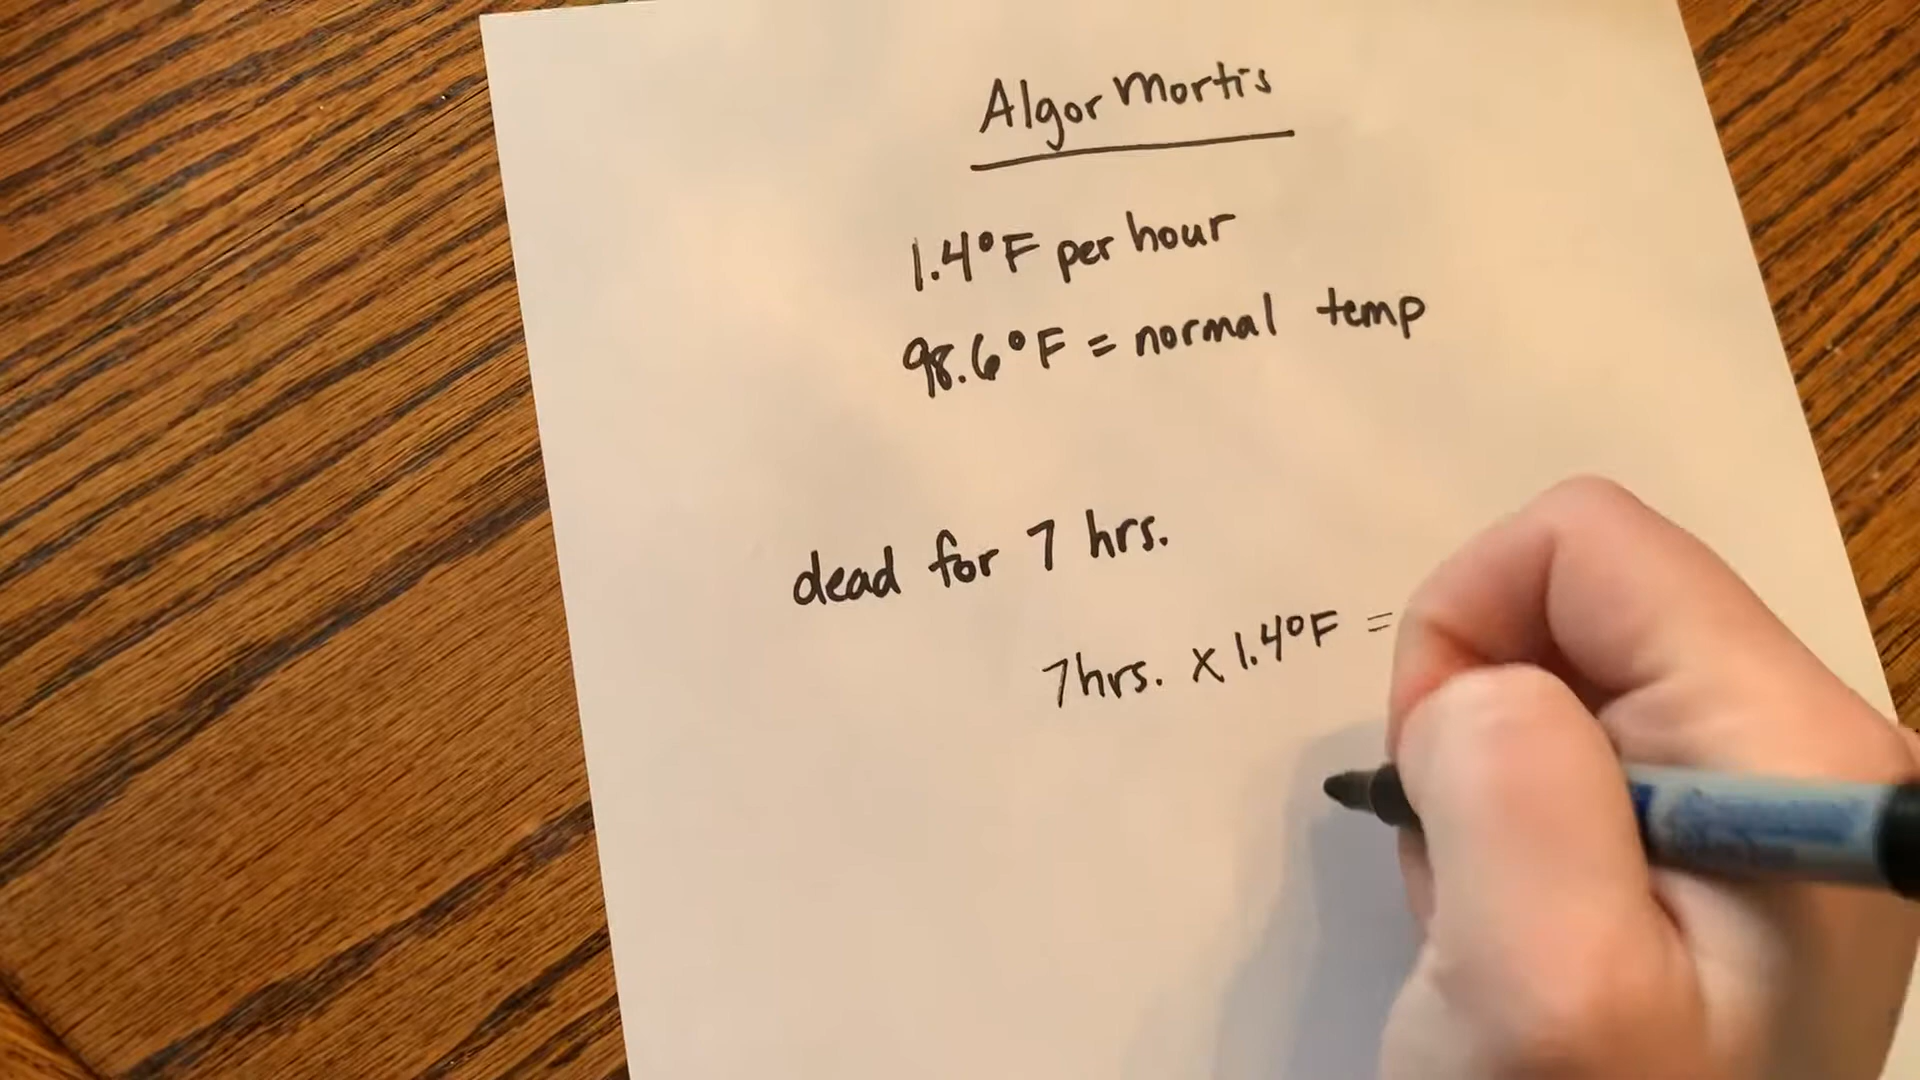 Algor Mortis
1.4°F per hour
98.6°F = normal temp
dead for 7 hrs.
7hrs. x 1.4°F =